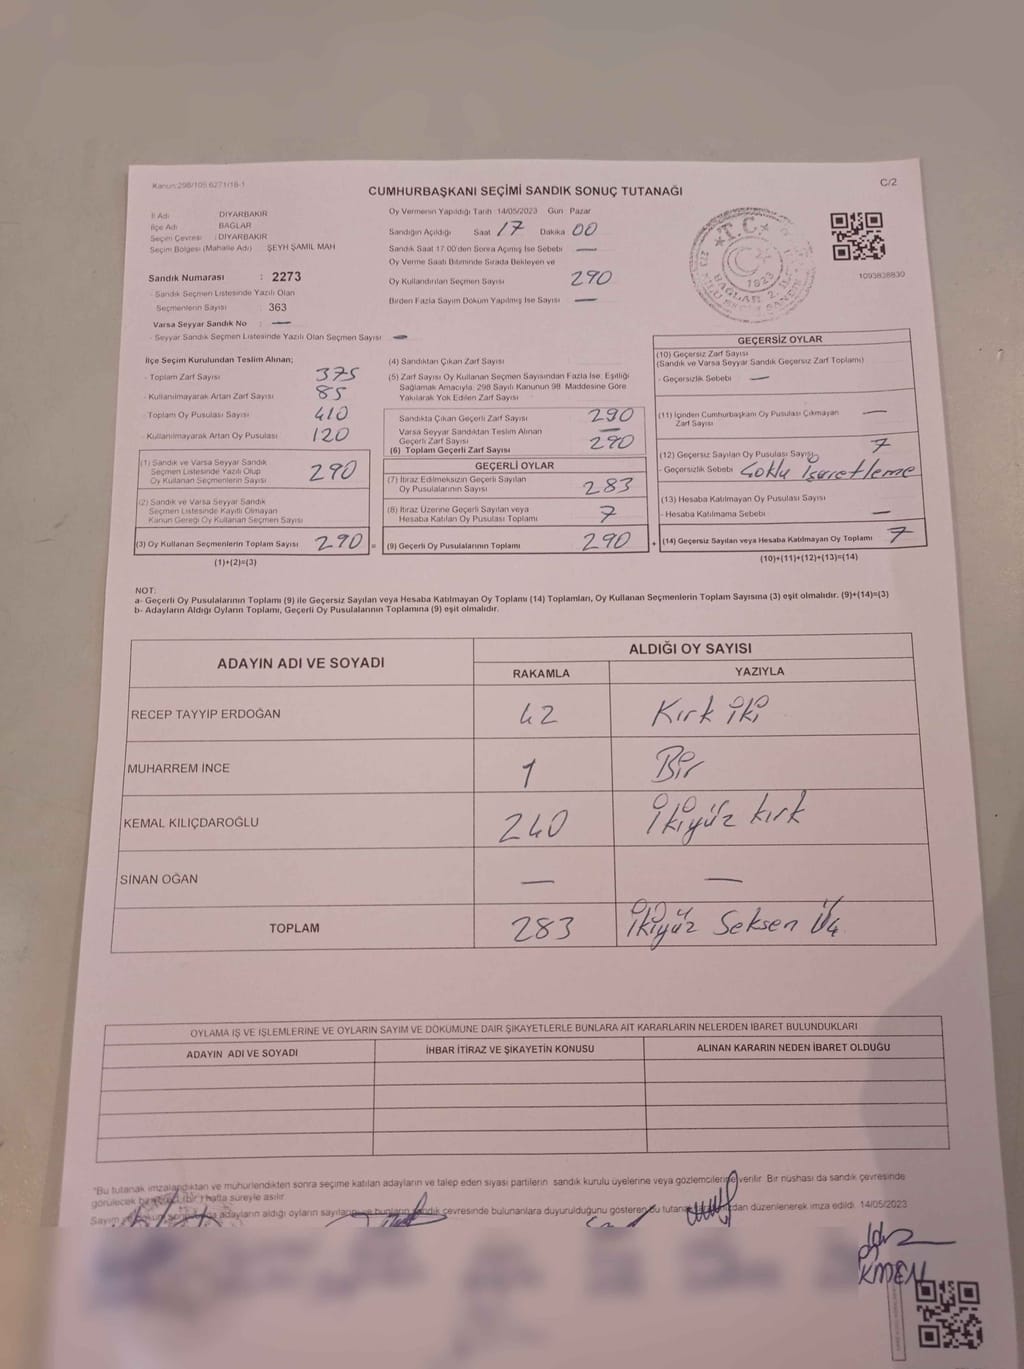 Kanun:298/105 6271/18-1
C/2
CUMHURBAŞKANI SEÇİMİ SANDIK SONUÇ TUTANAĞI
İl Adı DİYARBAKIR
İlçe Adı BAĞLAR
Seçim Çevresi : DİYARBAKIR
Seçim Bölgesi (Mahalle Adı) : ŞEYH ŞAMİL MAH
Sandık Numarası : 2273
- Sandık Seçmen Listesinde Yazılı Olan
Seçmenlerin Sayısı : 363
Varsa Seyyar Sandık No : —
- Seyyar Sandık Seçmen Listesinde Yazılı Olan Seçmen Sayısı : —
Oy Vermenin Yapıldığı Tarih :14/05/2023 Gün Pazar
Sandığın Açıldığı Saat 17 Dakika 00
Sandık Saat 17 00'den Sonra Açılmış İse Sebebi —
Oy Verme Saati Bitiminde Sırada Bekleyen ve
Oy Kullandırılan Seçmen Sayısı 290
Birden Fazla Sayım Döküm Yapılmış İse Sayısı —
T.C.
1923
BAĞLAR 2.
1093838830
İlçe Seçim Kurulundan Teslim Alınan;
- Toplam Zarf Sayısı 375
- Kullanılmayarak Artan Zarf Sayısı 85
- Toplam Oy Pusulası Sayısı 410
- Kullanılmayarak Artan Oy Pusulası 120
(1) Sandık ve Varsa Seyyar Sandık
Seçmen Listesinde Yazılı Olup
Oy Kullanan Seçmenlerin Sayısı 290
(2) Sandık ve Varsa Seyyar Sandık
Seçmen Listesinde Kayıtlı Olmayan
Kanun Gereği Oy Kullanan Seçmen Sayısı
(3) Oy Kullanan Seçmenlerin Toplam Sayısı 290 =
(1)+(2)=(3)
(4) Sandıktan Çıkan Zarf Sayısı
(5) Zarf Sayısı Oy Kullanan Seçmen Sayısından Fazla İse; Eşitliği
Sağlamak Amacıyla; 298 Sayılı Kanunun 98. Maddesine Göre
Yakılarak Yok Edilen Zarf Sayısı
Sandıkta Çıkan Geçerli Zarf Sayısı 290
Varsa Seyyar Sandıktan Teslim Alınan
Geçerli Zarf Sayısı —
(6) Toplam Geçerli Zarf Sayısı 290
GEÇERLİ OYLAR
(7) İtiraz Edilmeksizin Geçerli Sayılan
Oy Pusulalarının Sayısı 283
(8) İtiraz Üzerine Geçerli Sayılan veya
Hesaba Katılan Oy Pusulası Toplamı 7
(9) Geçerli Oy Pusulalarının Toplamı 290 +
GEÇERSİZ OYLAR
(10) Geçersiz Zarf Sayısı
(Sandık ve Varsa Seyyar Sandık Geçersiz Zarf Toplamı)
- Geçersizlik Sebebi —
(11) İçinden Cumhurbaşkanı Oy Pusulası Çıkmayan
Zarf Sayısı —
(12) Geçersiz Sayılan Oy Pusulası Sayısı 7
- Geçersizlik Sebebi Çoklu İşaretleme
(13) Hesaba Katılmayan Oy Pusulası Sayısı
- Hesaba Katılmama Sebebi —
(14) Geçersiz Sayılan veya Hesaba Katılmayan Oy Toplamı 7
(10)+(11)+(12)+(13)=(14)
NOT:
a- Geçerli Oy Pusulalarının Toplamı (9) ile Geçersiz Sayılan veya Hesaba Katılmayan Oy Toplamı (14) Toplamları, Oy Kullanan Seçmenlerin Toplam Sayısına (3) eşit olmalıdır. (9)+(14)=(3)
b- Adayların Aldığı Oyların Toplamı, Geçerli Oy Pusulalarının Toplamına (9) eşit olmalıdır.
ADAYIN ADI VE SOYADI ALDIĞI OY SAYISI
RAKAMLA YAZIYLA
RECEP TAYYİP ERDOĞAN 42 Kırk iki
MUHARREM İNCE 1 Bir
KEMAL KILIÇDAROĞLU 240 İkiyüz kırk
SİNAN OĞAN — —
TOPLAM 283 İkiyüz Seksen Üç
OYLAMA İŞ VE İŞLEMLERİNE VE OYLARIN SAYIM VE DÖKÜMÜNE DAİR ŞİKAYETLERLE BUNLARA AİT KARARLARIN NELERDEN İBARET BULUNDUKLARI
ADAYIN ADI VE SOYADI İHBAR İTİRAZ VE ŞİKAYETİN KONUSU ALINAN KARARIN NEDEN İBARET OLDUĞU
"Bu tutanak imzalandıktan ve mühürlendikten sonra seçime katılan adayların ve talep eden siyasi partilerin sandık kurulu üyelerine veya gözlemcilerine verilir. Bir nüshası da sandık çevresinde
görülecek bir yerde (bir) hafta süreyle asılır
Sayım adayların aldığı oyların sayıları ve bunların sandık çevresinde bulunanlara duyurulduğunu gösteren bu tutanak düzenlenerek imza edildi. 14/05/2023